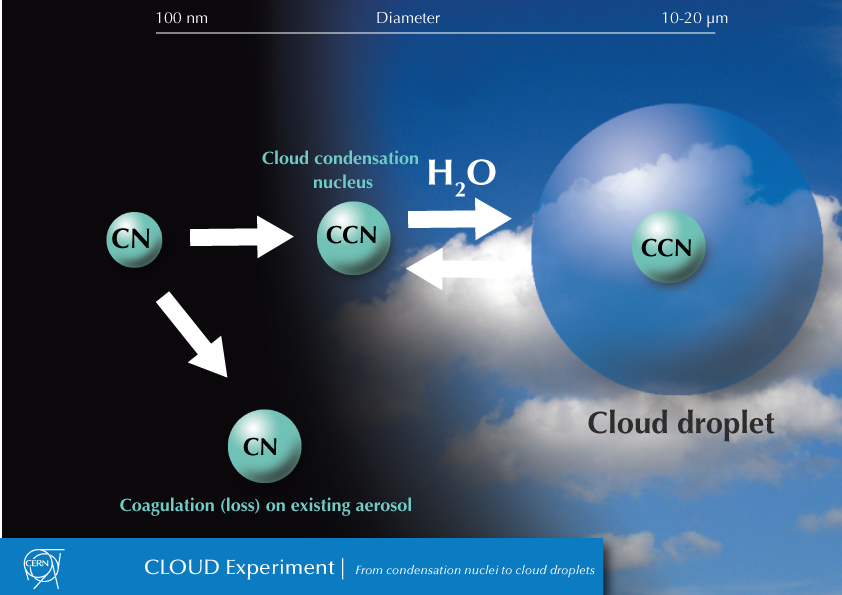 100 nm Diameter 10-20 μm
Cloud condensation
nucleus
H₂O
CN
CCN
CCN
Cloud droplet
CN
Coagulation (loss) on existing aerosol
CERN
CLOUD Experiment | From condensation nuclei to cloud droplets